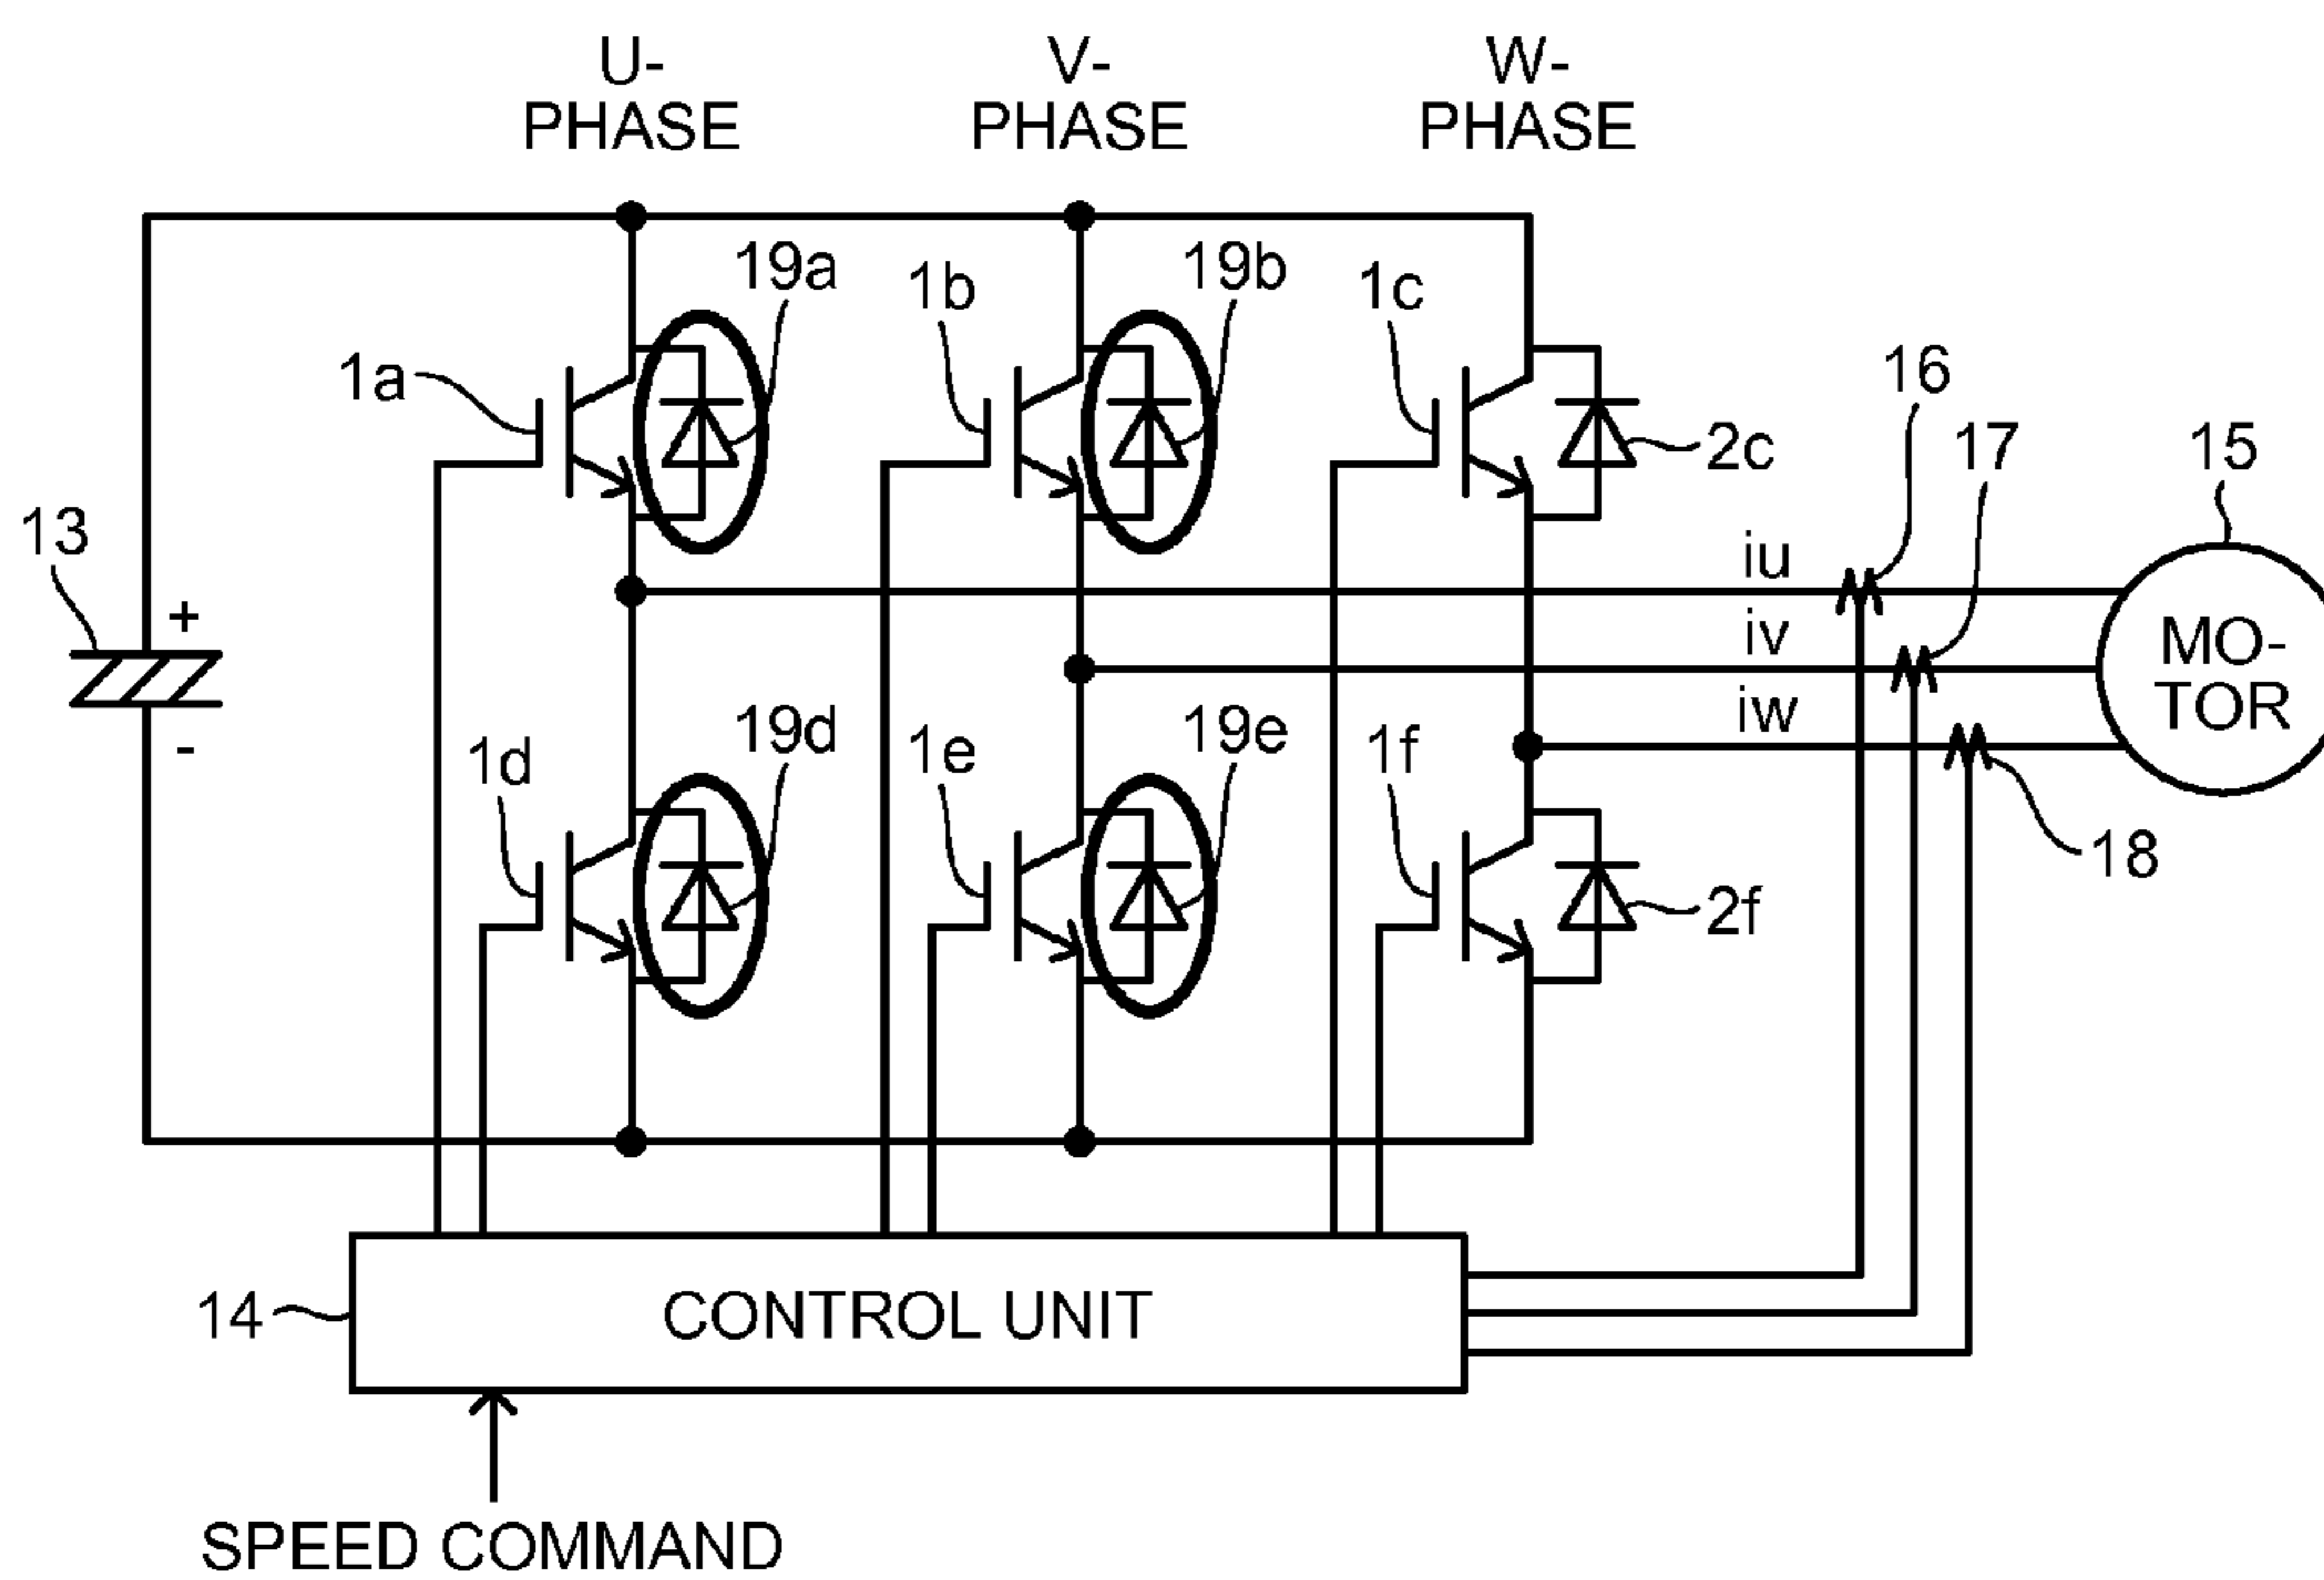 U-
PHASE
V-
PHASE
W-
PHASE
19a
19b
1b
1c
1a
16
17
15
2c
13
+
-
iu
iv
iw
MO-
TOR
19d
19e
1d
1e
1f
18
2f
14
CONTROL UNIT
SPEED COMMAND